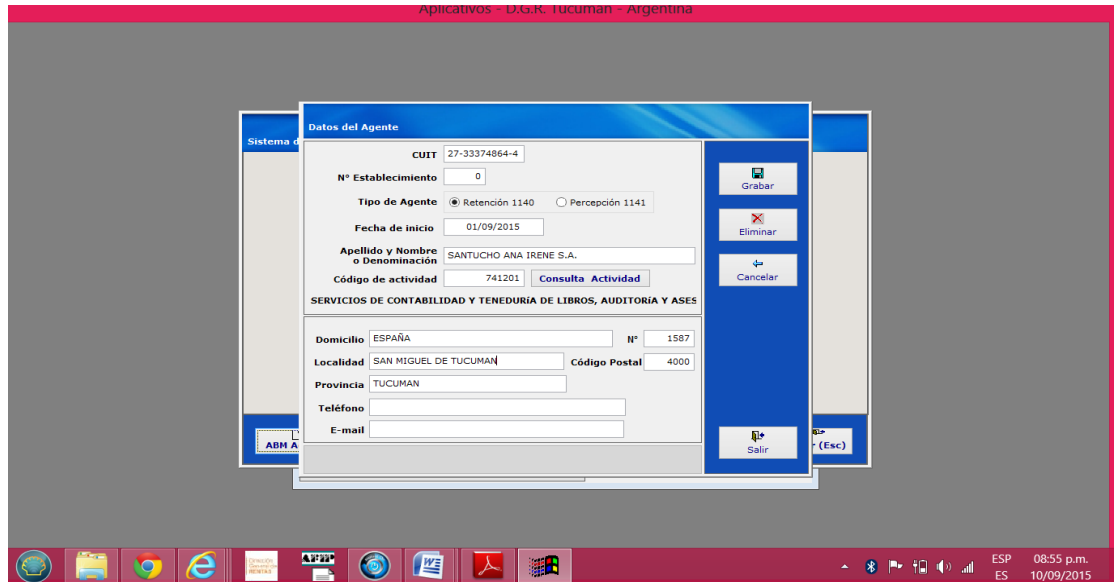 Aplicativos - D.G.R. Tucumán - Argentina
Sistema d
Datos del Agente
CUIT 27-33374864-4
N° Establecimiento 0
Tipo de Agente Retención 1140 Percepción 1141
Fecha de inicio 01/09/2015
Apellido y Nombre
o Denominación SANTUCHO ANA IRENE S.A.
Código de actividad 741201 Consulta Actividad
SERVICIOS DE CONTABILIDAD Y TENEDURíA DE LIBROS, AUDITORíA Y ASES
Domicilio ESPAÑA N° 1587
Localidad SAN MIGUEL DE TUCUMAN Código Postal 4000
Provincia TUCUMAN
Teléfono
E-mail
Grabar
Eliminar
Cancelar
Salir
ABM A
(Esc)
RENTAS
AFIP
ESP 08:55 p.m.
ES 10/09/2015